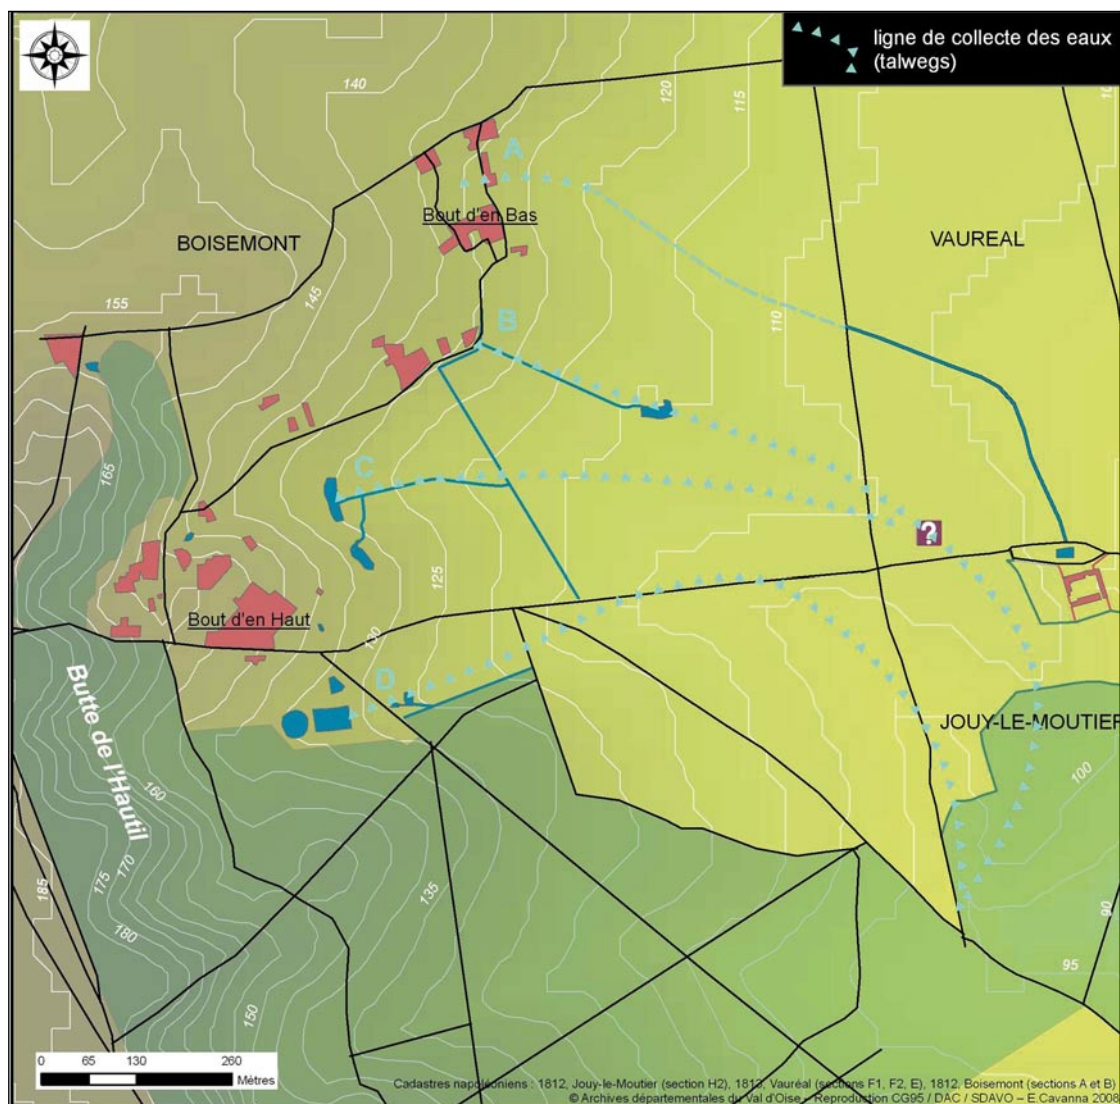 ligne de collecte des eaux
(talwegs)
140
120
115
A
Bout d'en Bas
BOISEMONT
VAUREAL
155
145
110
B
165
C
?
125
Bout d'en Haut
130
D
Butte de l'Hautil
JOUY-LE-MOUTIER
100
160
170
175
185
135
180
90
95
150
0 65 130 260
Mètres
Cadastres napoléoniens : 1812, Jouy-le-Moutier (section H2), 1813, Vauréal (sections F1, F2, E), 1812, Boisemont (sections A et B)
© Archives départementales du Val d'Oise – Reproduction CG95 / DAC / SDAVO – E.Cavanna